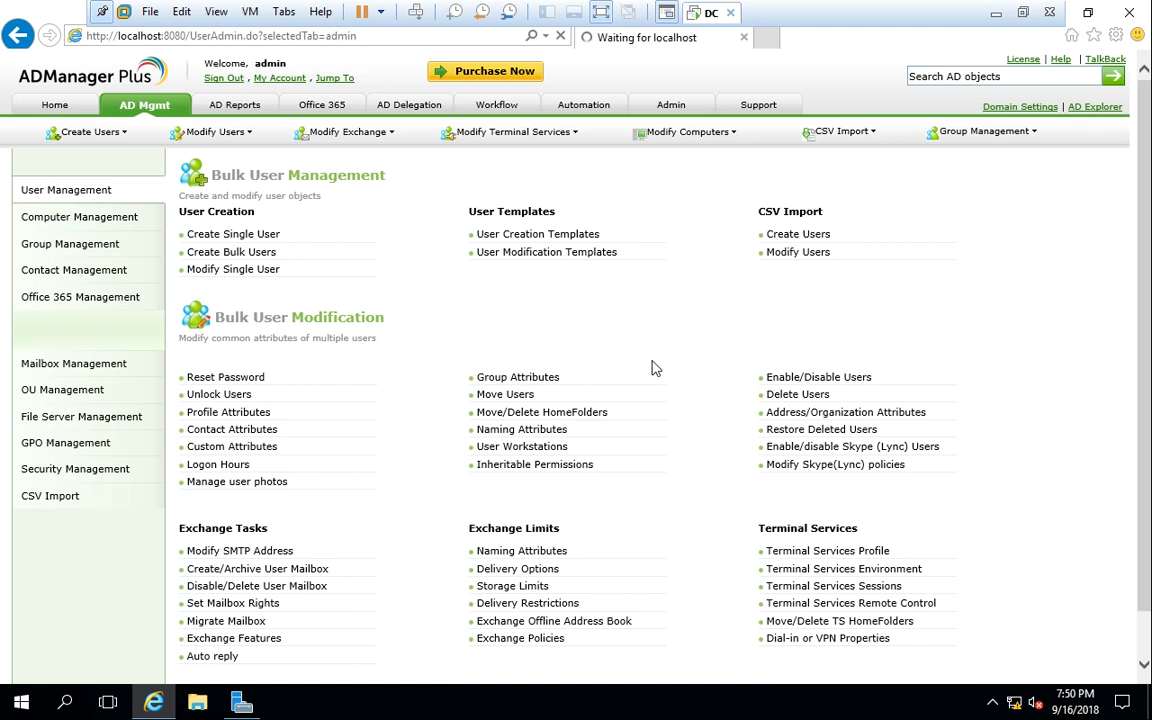 File Edit View VM Tabs Help DC
http://localhost:8080/UserAdmin.do?selectedTab=admin Waiting for localhost
License | Help | TalkBack
ADManager Plus
Welcome, admin
Sign Out , My Account , Jump To
Purchase Now
Search AD objects
Home AD Mgmt AD Reports Office 365 AD Delegation Workflow Automation Admin Support
Domain Settings | AD Explorer
Create Users Modify Users Modify Exchange Modify Terminal Services Modify Computers CSV Import Group Management
User Management
Computer Management
Group Management
Contact Management
Office 365 Management
Mailbox Management
OU Management
File Server Management
GPO Management
Security Management
CSV Import
Bulk User Management
Create and modify user objects
User Creation User Templates CSV Import
Create Single User User Creation Templates Create Users
Create Bulk Users User Modification Templates Modify Users
Modify Single User
Bulk User Modification
Modify common attributes of multiple users
Reset Password Group Attributes Enable/Disable Users
Unlock Users Move Users Delete Users
Profile Attributes Move/Delete HomeFolders Address/Organization Attributes
Contact Attributes Naming Attributes Restore Deleted Users
Custom Attributes User Workstations Enable/disable Skype (Lync) Users
Logon Hours Inheritable Permissions Modify Skype(Lync) policies
Manage user photos
Exchange Tasks Exchange Limits Terminal Services
Modify SMTP Address Naming Attributes Terminal Services Profile
Create/Archive User Mailbox Delivery Options Terminal Services Environment
Disable/Delete User Mailbox Storage Limits Terminal Services Sessions
Set Mailbox Rights Delivery Restrictions Terminal Services Remote Control
Migrate Mailbox Exchange Offline Address Book Move/Delete TS HomeFolders
Exchange Features Exchange Policies Dial-in or VPN Properties
Auto reply
7:50 PM
9/16/2018